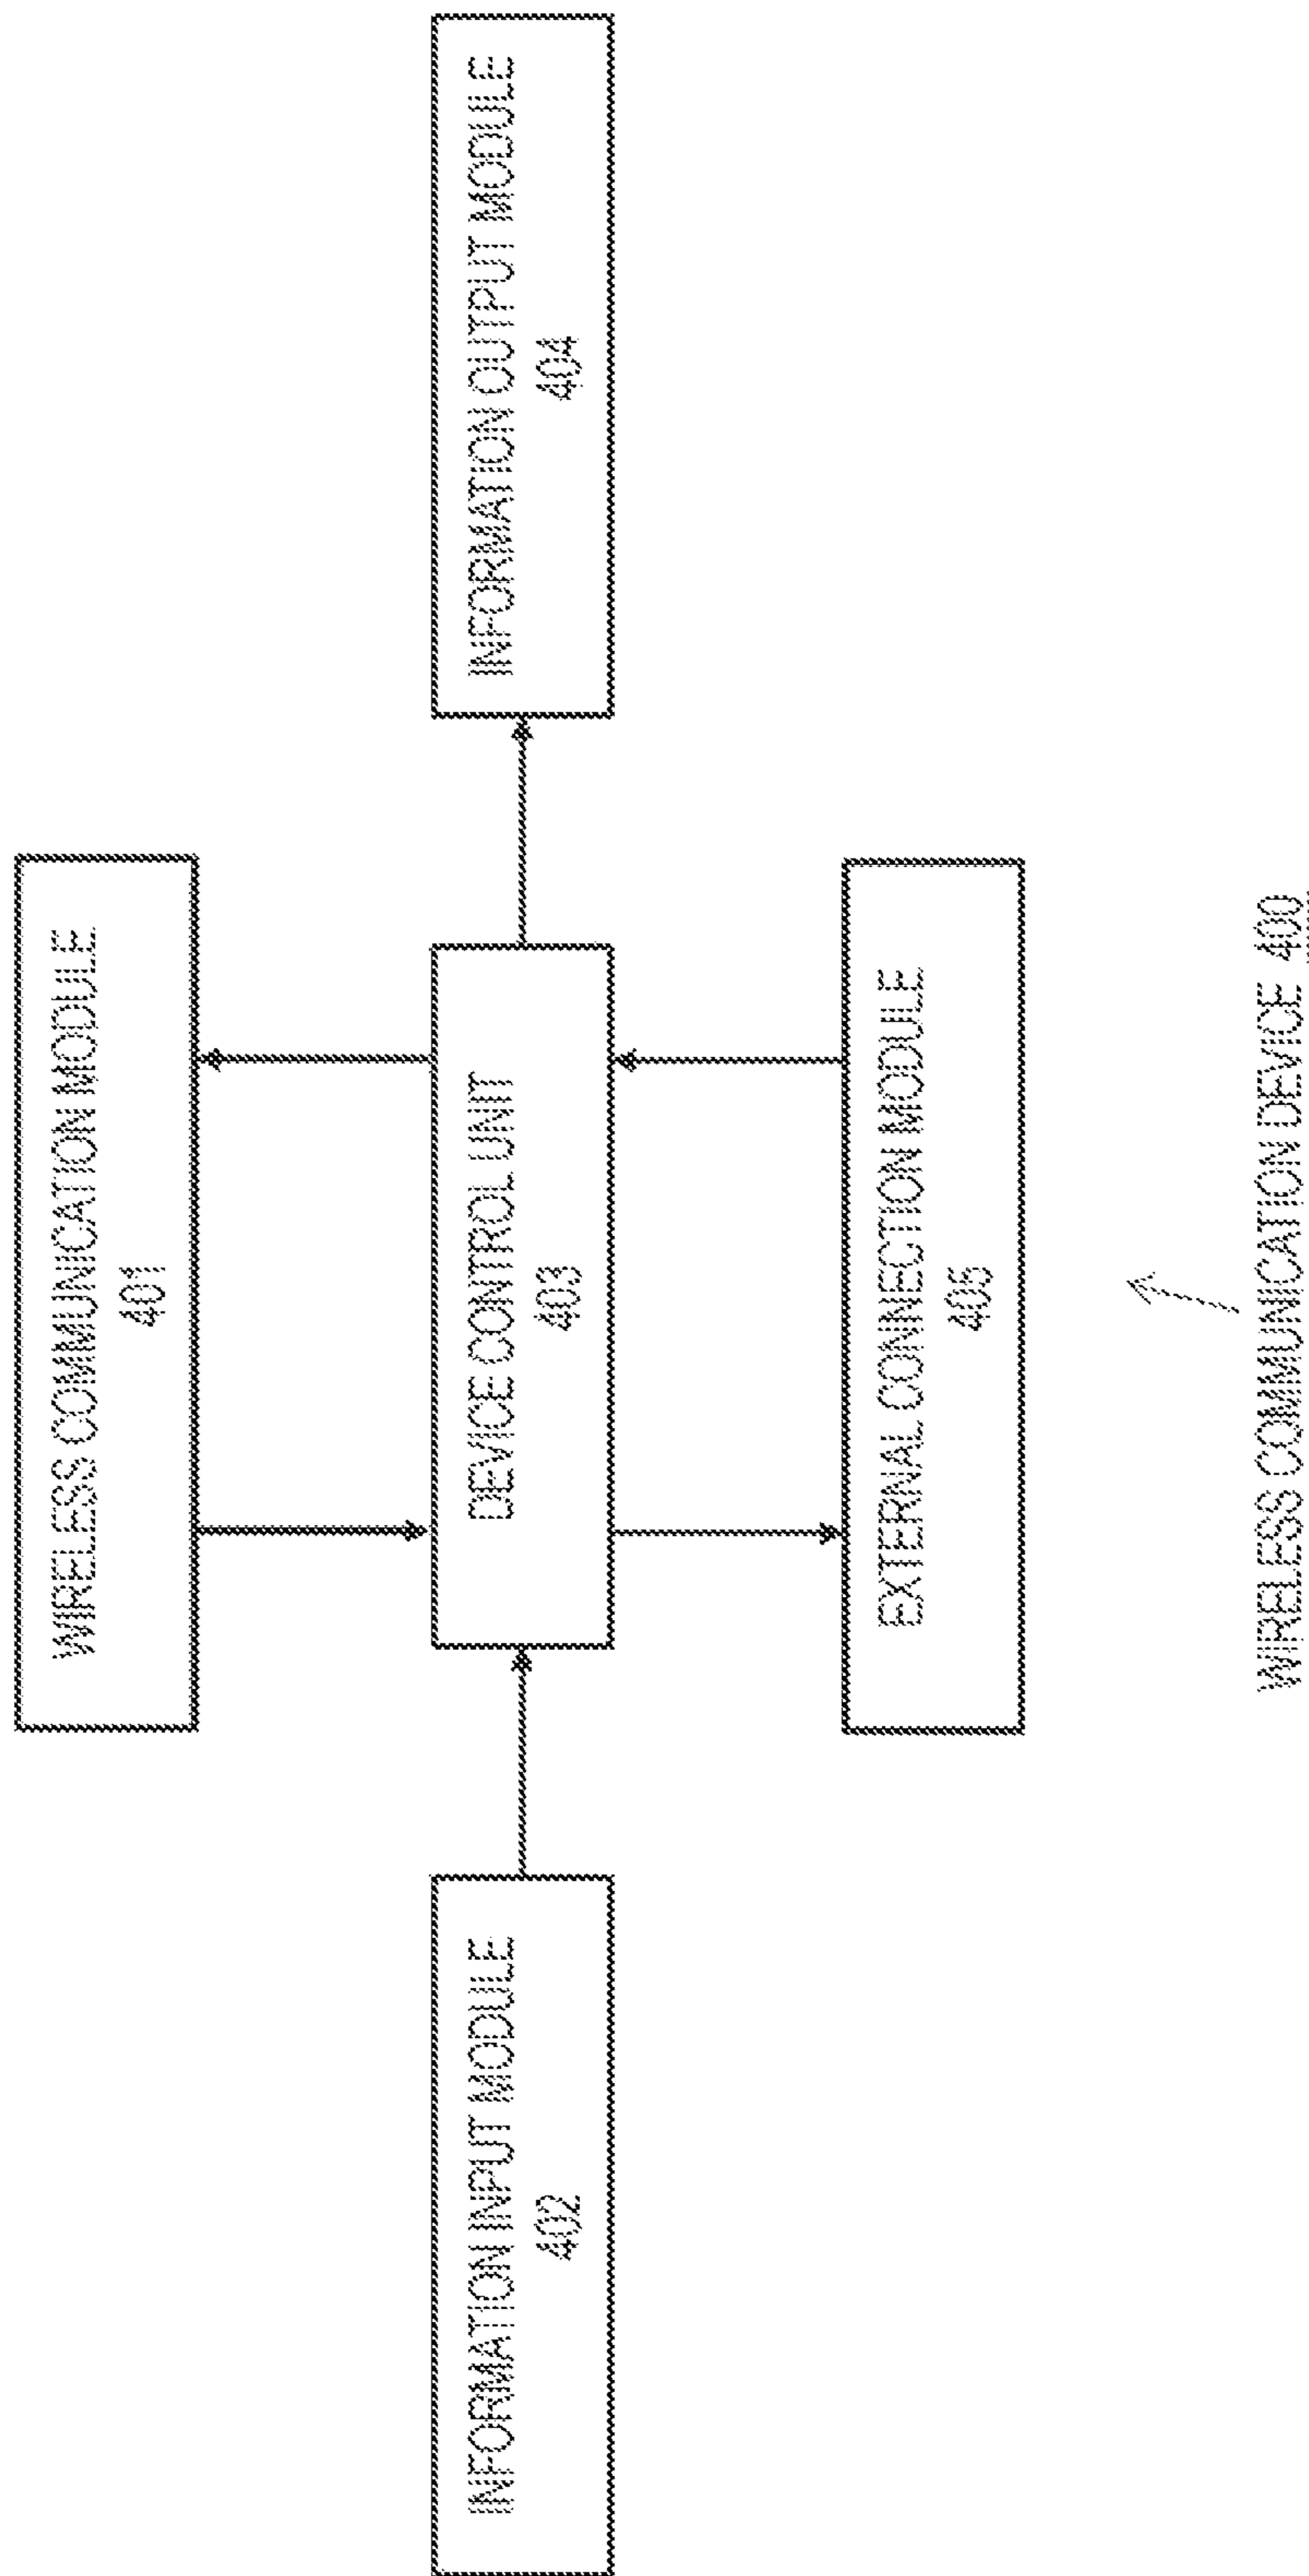 WIRELESS COMMUNICATION MODULE
401
INFORMATION INPUT MODULE
402
DEVICE CONTROL UNIT
403
INFORMATION OUTPUT MODULE
404
EXTERNAL CONNECTION MODULE
405
WIRELESS COMMUNICATION DEVICE 400